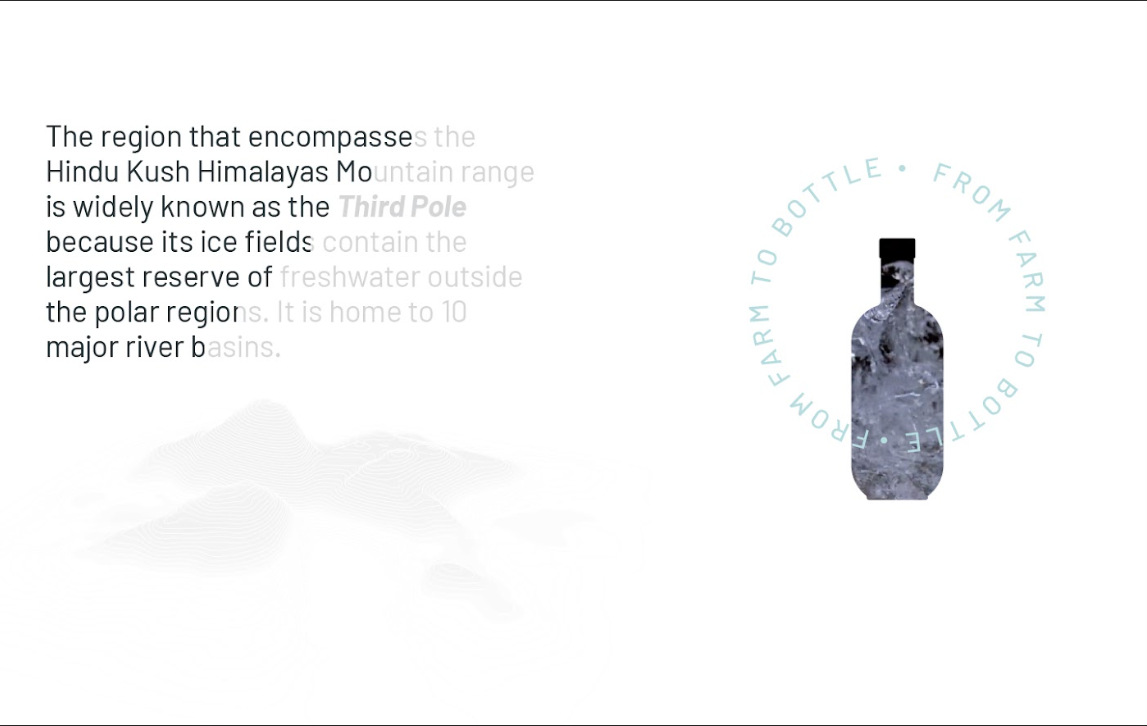 The region that encompasses the
Hindu Kush Himalayas Mountain range
is widely known as the Third Pole
because its ice fields contain the
largest reserve of freshwater outside
the polar regions. It is home to 10
major river basins.
FROM FARM TO BOTTLE • FROM FARM TO BOTTLE •